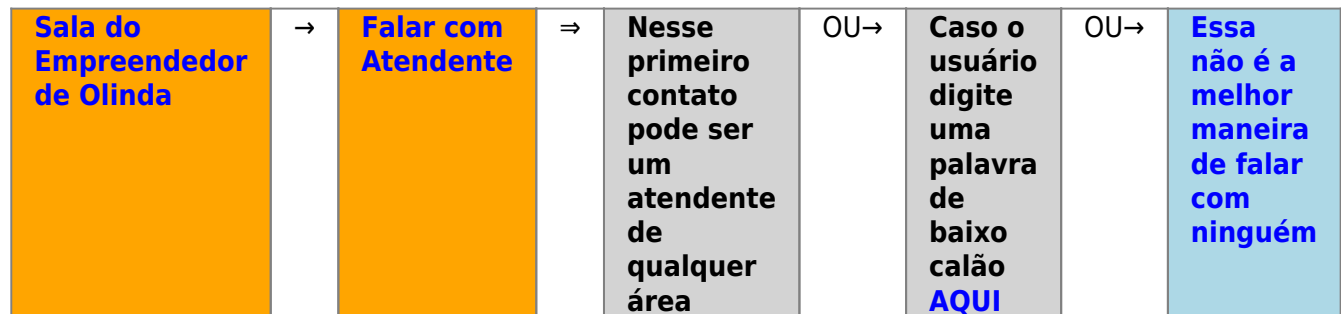 Sala do
Empreendedor
de Olinda
→
Falar com
Atendente
⇒
Nesse
primeiro
contato
pode ser
um
atendente
de
qualquer
área
OU→
Caso o
usuário
digite
uma
palavra
de
baixo
calão
AQUI
OU→
Essa
não é a
melhor
maneira
de falar
com
ninguém